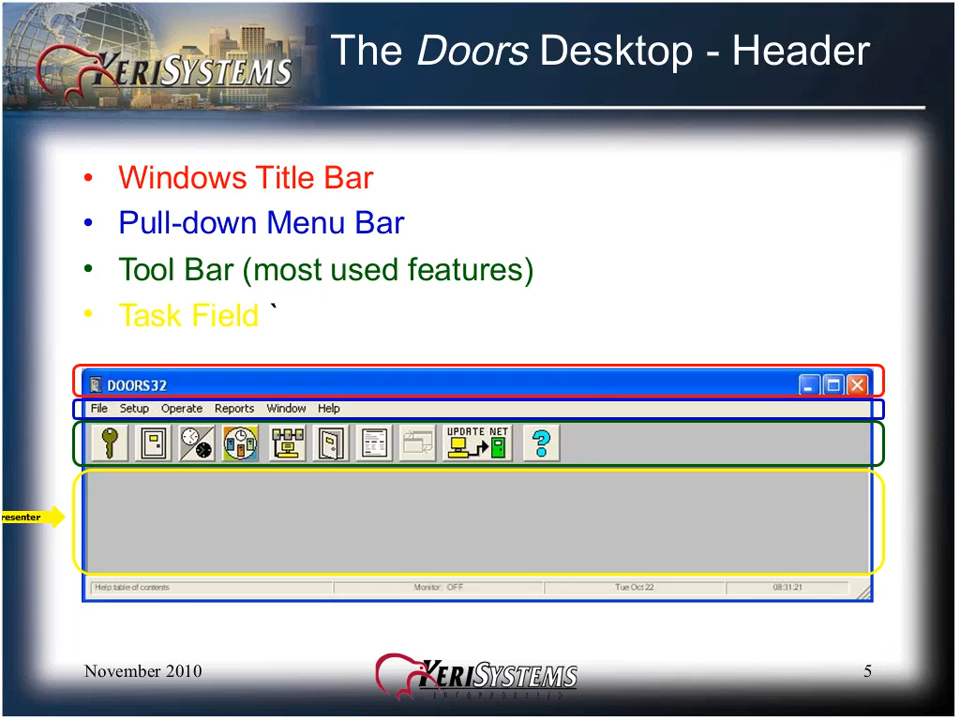 KERISYSTEMS
The Doors Desktop - Header
• Windows Title Bar
• Pull-down Menu Bar
• Tool Bar (most used features)
• Task Field `
DOORS32
File Setup Operate Reports Window Help
UPDATE NET
?
resenter
Help table of contents Monitor: OFF Tue Oct 22 08:31:21
November 2010
KERISYSTEMS
INCORPORATED
5